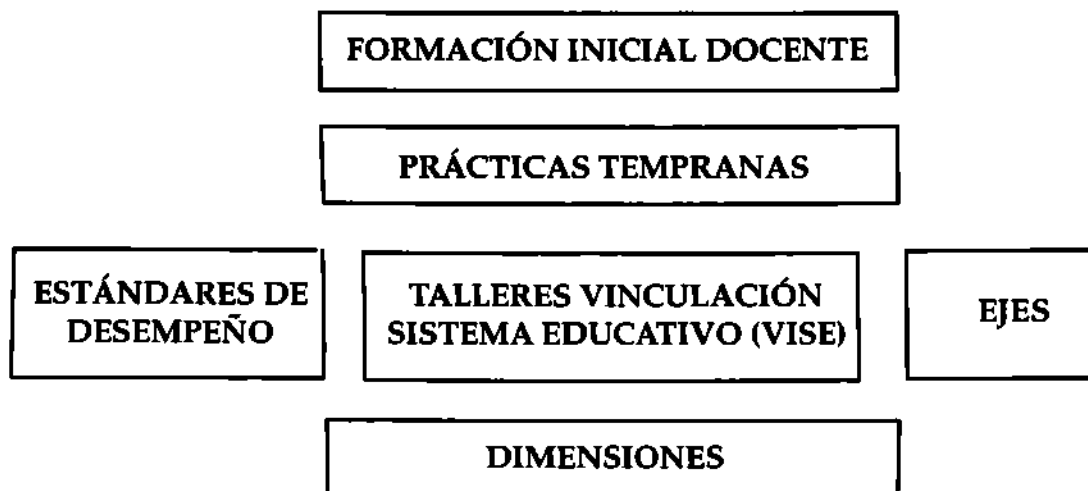 FORMACIÓN INICIAL DOCENTE
PRÁCTICAS TEMPRANAS
ESTÁNDARES DE
DESEMPEÑO
TALLERES VINCULACIÓN
SISTEMA EDUCATIVO (VISE)
EJES
DIMENSIONES